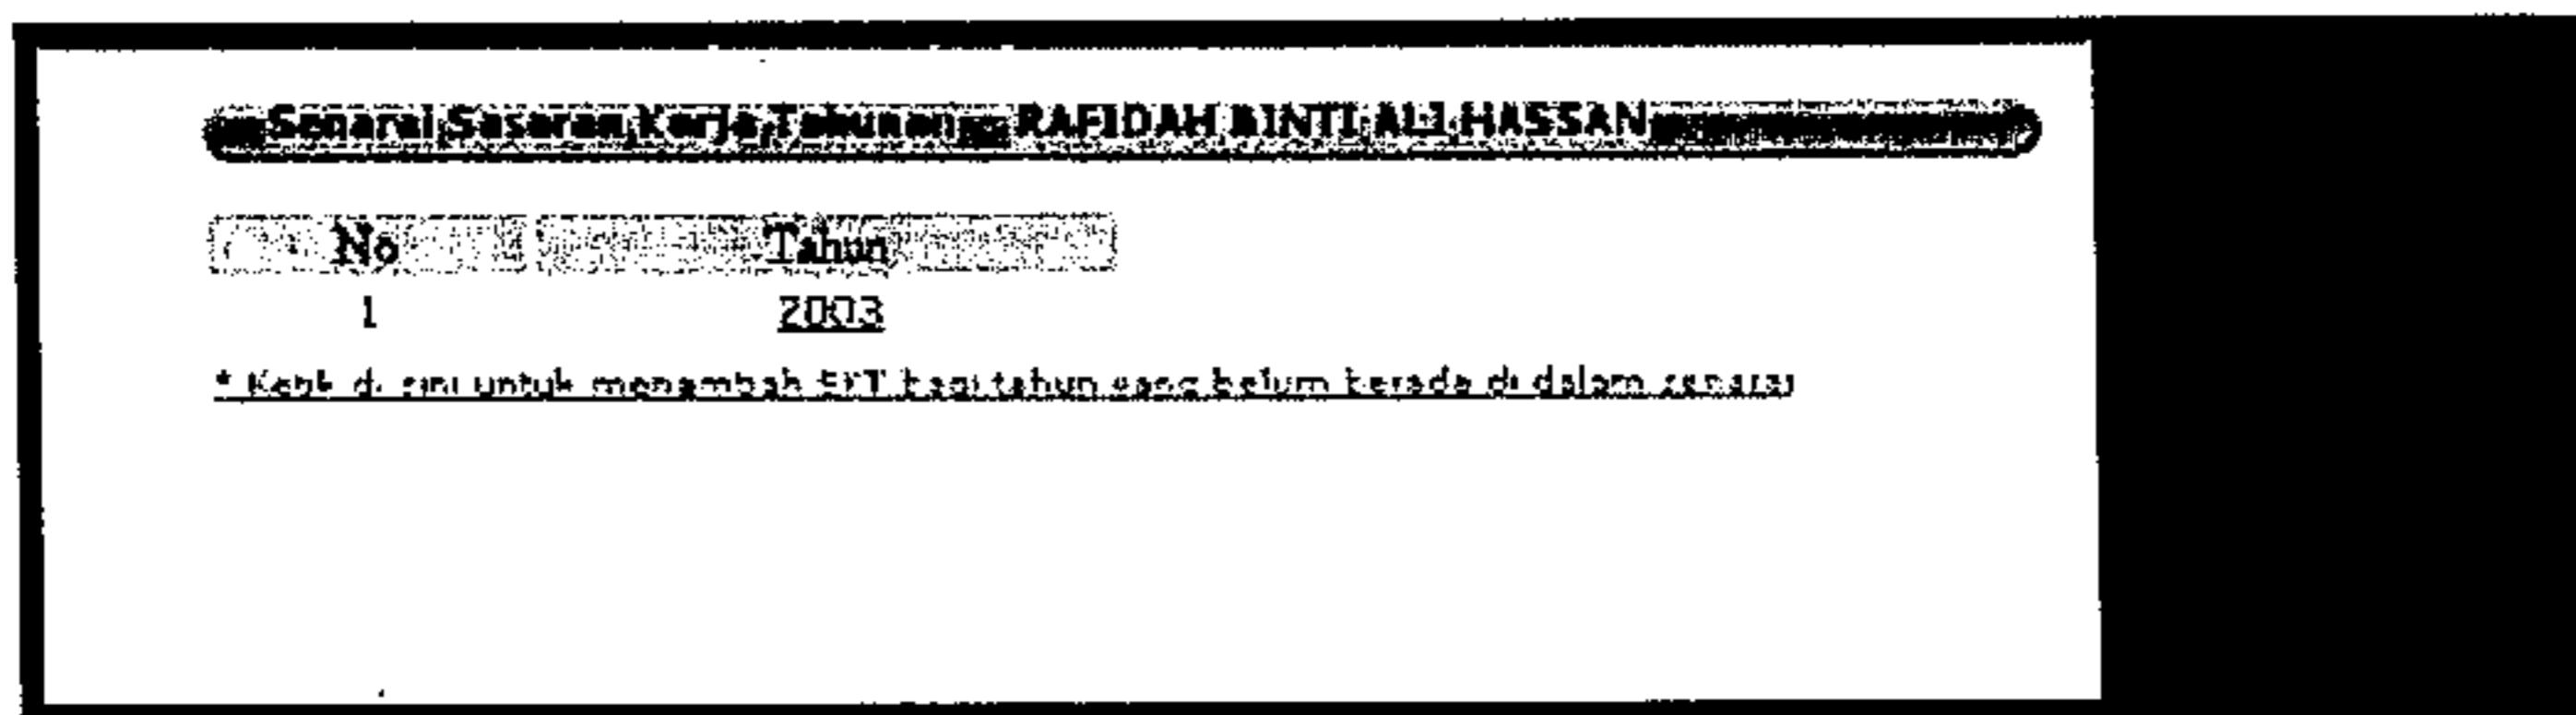 Senarai Sasaran Kerja Tahunan - RAFIDAH BINTI ALI HASSAN
No Tahun
1 2003
* Ketik di sini untuk menambah SKT bagi tahun yang belum berada di dalam senarai